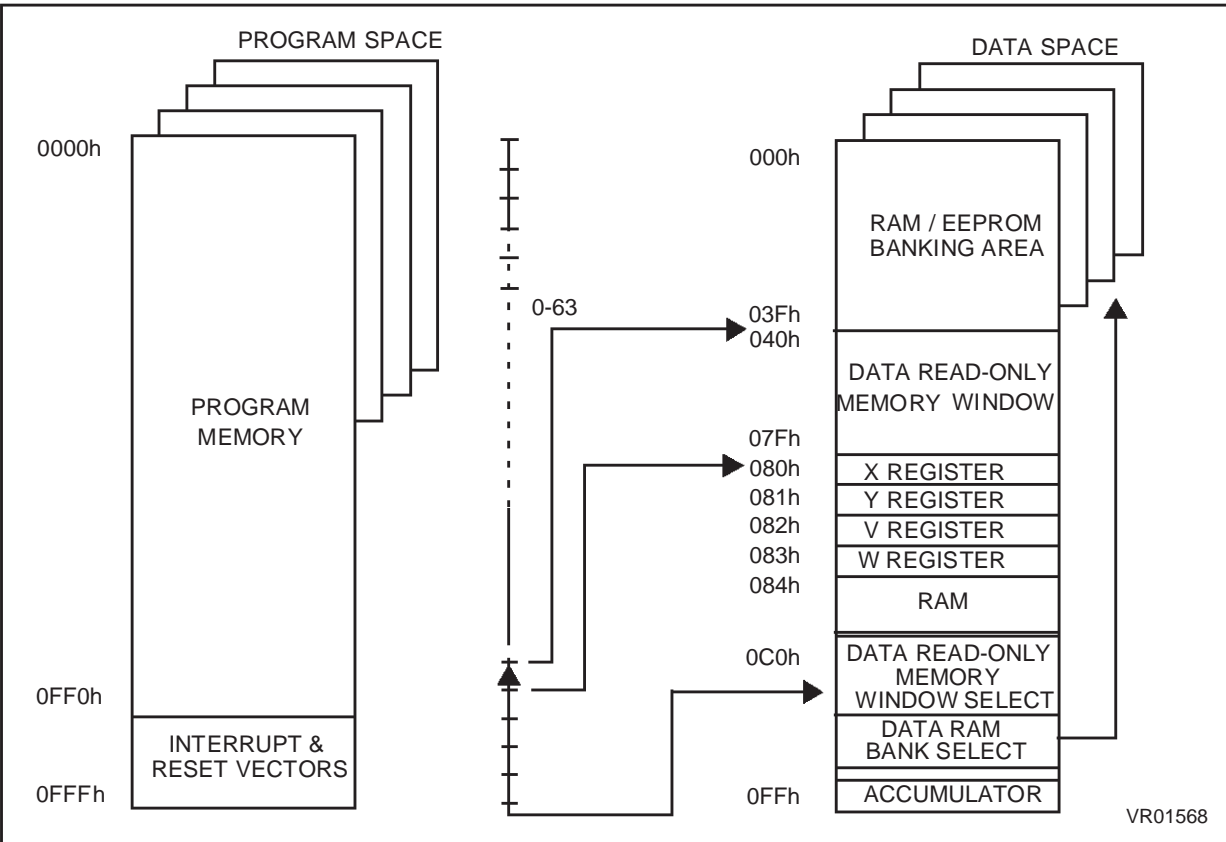 PROGRAM SPACE
0000h
PROGRAM
MEMORY
0FF0h
INTERRUPT &
RESET VECTORS
0FFFh
0-63
DATA SPACE
000h
RAM / EEPROM
BANKING AREA
03Fh
040h
DATA READ-ONLY
MEMORY WINDOW
07Fh
080h
X REGISTER
081h
Y REGISTER
082h
V REGISTER
083h
W REGISTER
084h
RAM
0C0h
DATA READ-ONLY
MEMORY
WINDOW SELECT
DATA RAM
BANK SELECT
0FFh
ACCUMULATOR
VR01568